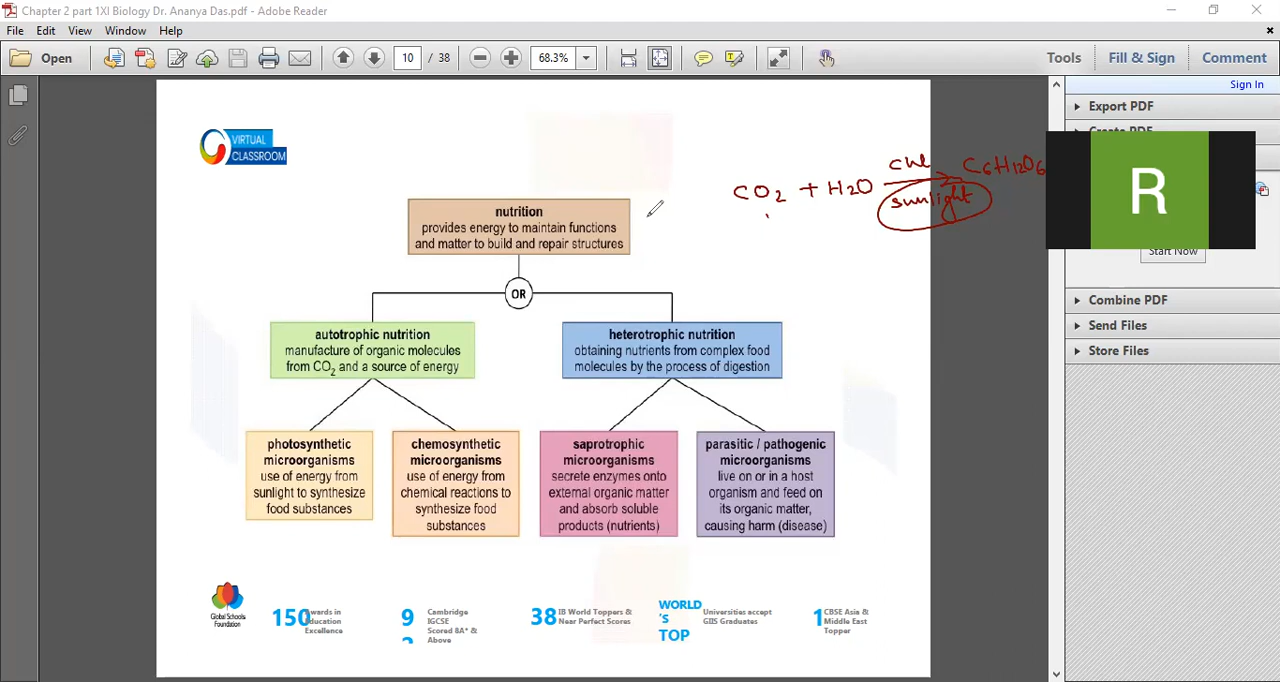 Chapter 2 part 1XI Biology Dr. Ananya Das.pdf - Adobe Reader
File Edit View Window Help
Open 10 / 38 68.3% Tools Fill & Sign Comment
Sign In
Export PDF
VIRTUAL
CLASSROOM
CO2 + H2O chl C6H12O6
sunlight
R
nutrition
provides energy to maintain functions
and matter to build and repair structures
Start Now
OR
Combine PDF
Send Files
Store Files
autotrophic nutrition
manufacture of organic molecules
from CO2 and a source of energy
heterotrophic nutrition
obtaining nutrients from complex food
molecules by the process of digestion
photosynthetic
microorganisms
use of energy from
sunlight to synthesize
food substances
chemosynthetic
microorganisms
use of energy from
chemical reactions to
synthesize food
substances
saprotrophic
microorganisms
secrete enzymes onto
external organic matter
and absorb soluble
products (nutrients)
parasitic / pathogenic
microorganisms
live on or in a host
organism and feed on
its organic matter,
causing harm (disease)
Global Schools
Foundation
150
Awards in
Education
Excellence
9
Cambridge
IGCSE
Scored 8A* &
Above
38
IB World Toppers &
Near Perfect Scores
WORLD
'S
TOP
Universities accept
GIIS Graduates
1
CBSE Asia &
Middle East
Topper